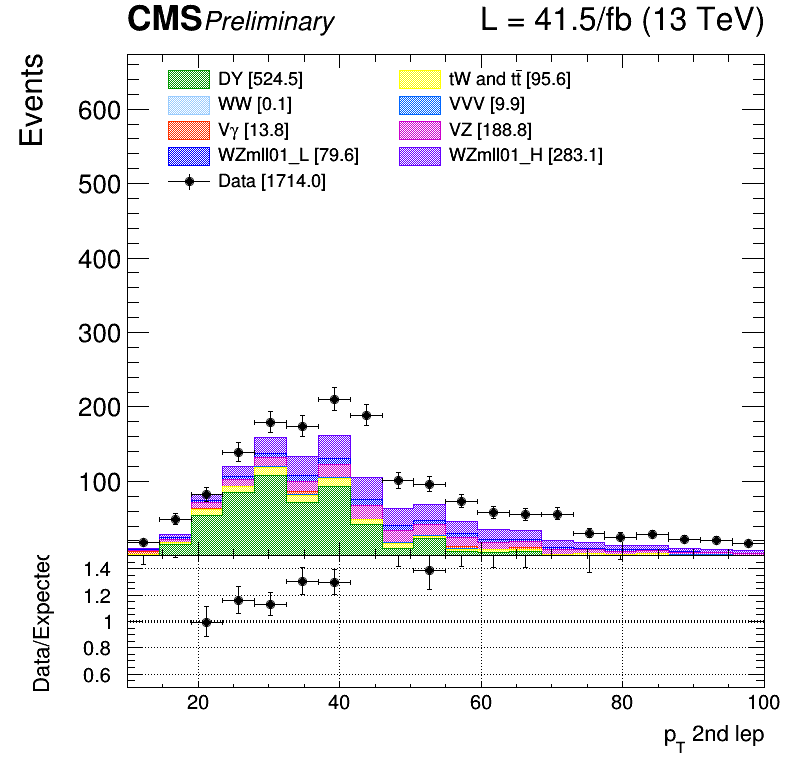 CMS Preliminary L = 41.5/fb (13 TeV)
Events
DY [524.5] tW and tt̄ [95.6]
WW [0.1] VVV [9.9]
Vγ [13.8] VZ [188.8]
WZmll01_L [79.6] WZmll01_H [283.1]
Data [1714.0]
600
500
400
300
200
100
Data/Expected
1.4
1.2
1
0.8
0.6
20 40 60 80 100
p_T 2nd lep